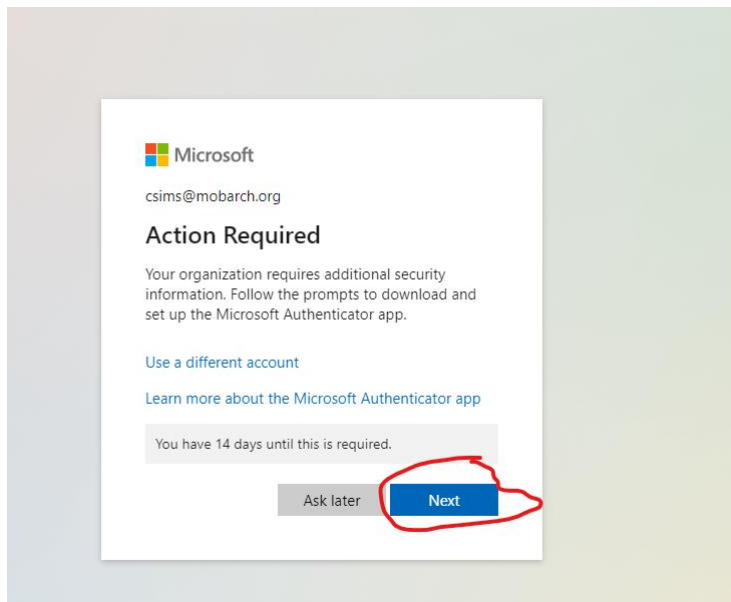 Microsoft
csims@mobarch.org
Action Required
Your organization requires additional security
information. Follow the prompts to download and
set up the Microsoft Authenticator app.
Use a different account
Learn more about the Microsoft Authenticator app
You have 14 days until this is required.
Ask later Next